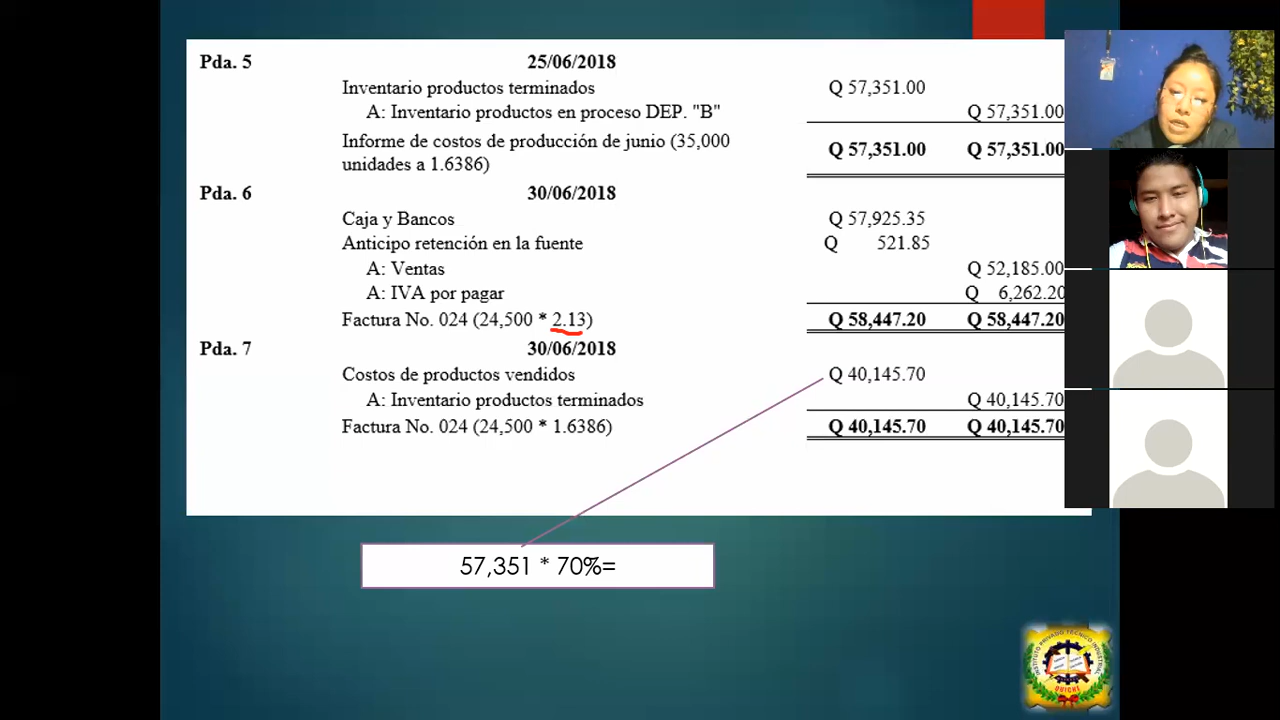 Pda. 5 25/06/2018
Inventario productos terminados Q 57,351.00
A: Inventario productos en proceso DEP. "B" Q 57,351.00
Informe de costos de producción de junio (35,000 Q 57,351.00 Q 57,351.00
unidades a 1.6386)
Pda. 6 30/06/2018
Caja y Bancos Q 57,925.35
Anticipo retención en la fuente Q 521.85
A: Ventas Q 52,185.00
A: IVA por pagar Q 6,262.20
Factura No. 024 (24,500 * 2.13) Q 58,447.20 Q 58,447.20
Pda. 7 30/06/2018
Costos de productos vendidos Q 40,145.70
A: Inventario productos terminados Q 40,145.70
Factura No. 024 (24,500 * 1.6386) Q 40,145.70 Q 40,145.70
57,351 * 70%=
INSTITUTO PRIVADO TÉCNICO INDUSTRIAL
QUICHÉ